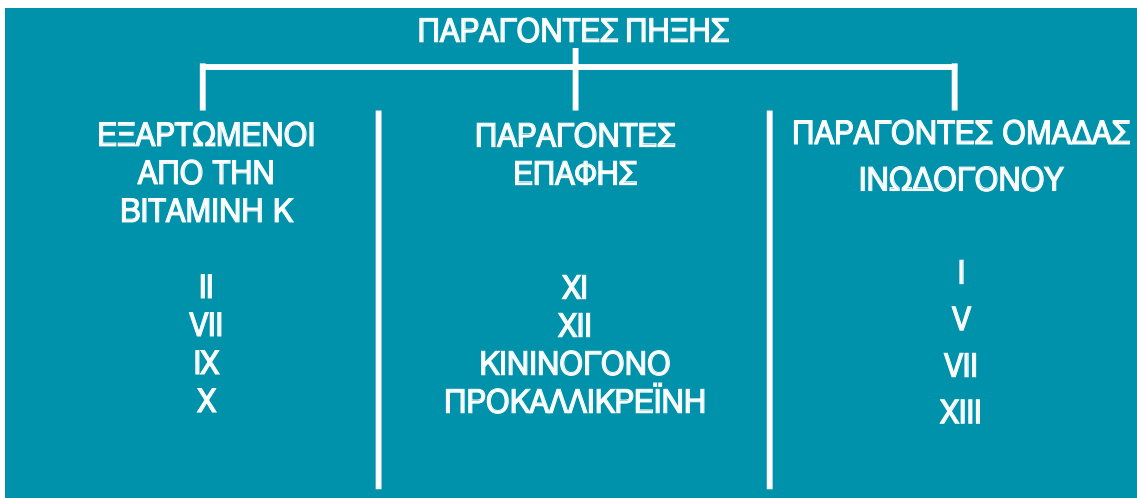 ΠΑΡΑΓΟΝΤΕΣ ΠΗΞΗΣ
ΕΞΑΡΤΩΜΕΝΟΙ
ΑΠΟ ΤΗΝ
ΒΙΤΑΜΙΝΗ Κ
II
VII
IX
X
ΠΑΡΑΓΟΝΤΕΣ
ΕΠΑΦΗΣ
XI
XII
ΚΙΝΙΝΟΓΟΝΟ
ΠΡΟΚΑΛΛΙΚΡΕΪΝΗ
ΠΑΡΑΓΟΝΤΕΣ ΟΜΑΔΑΣ
ΙΝΩΔΟΓΟΝΟΥ
I
V
VII
XIII